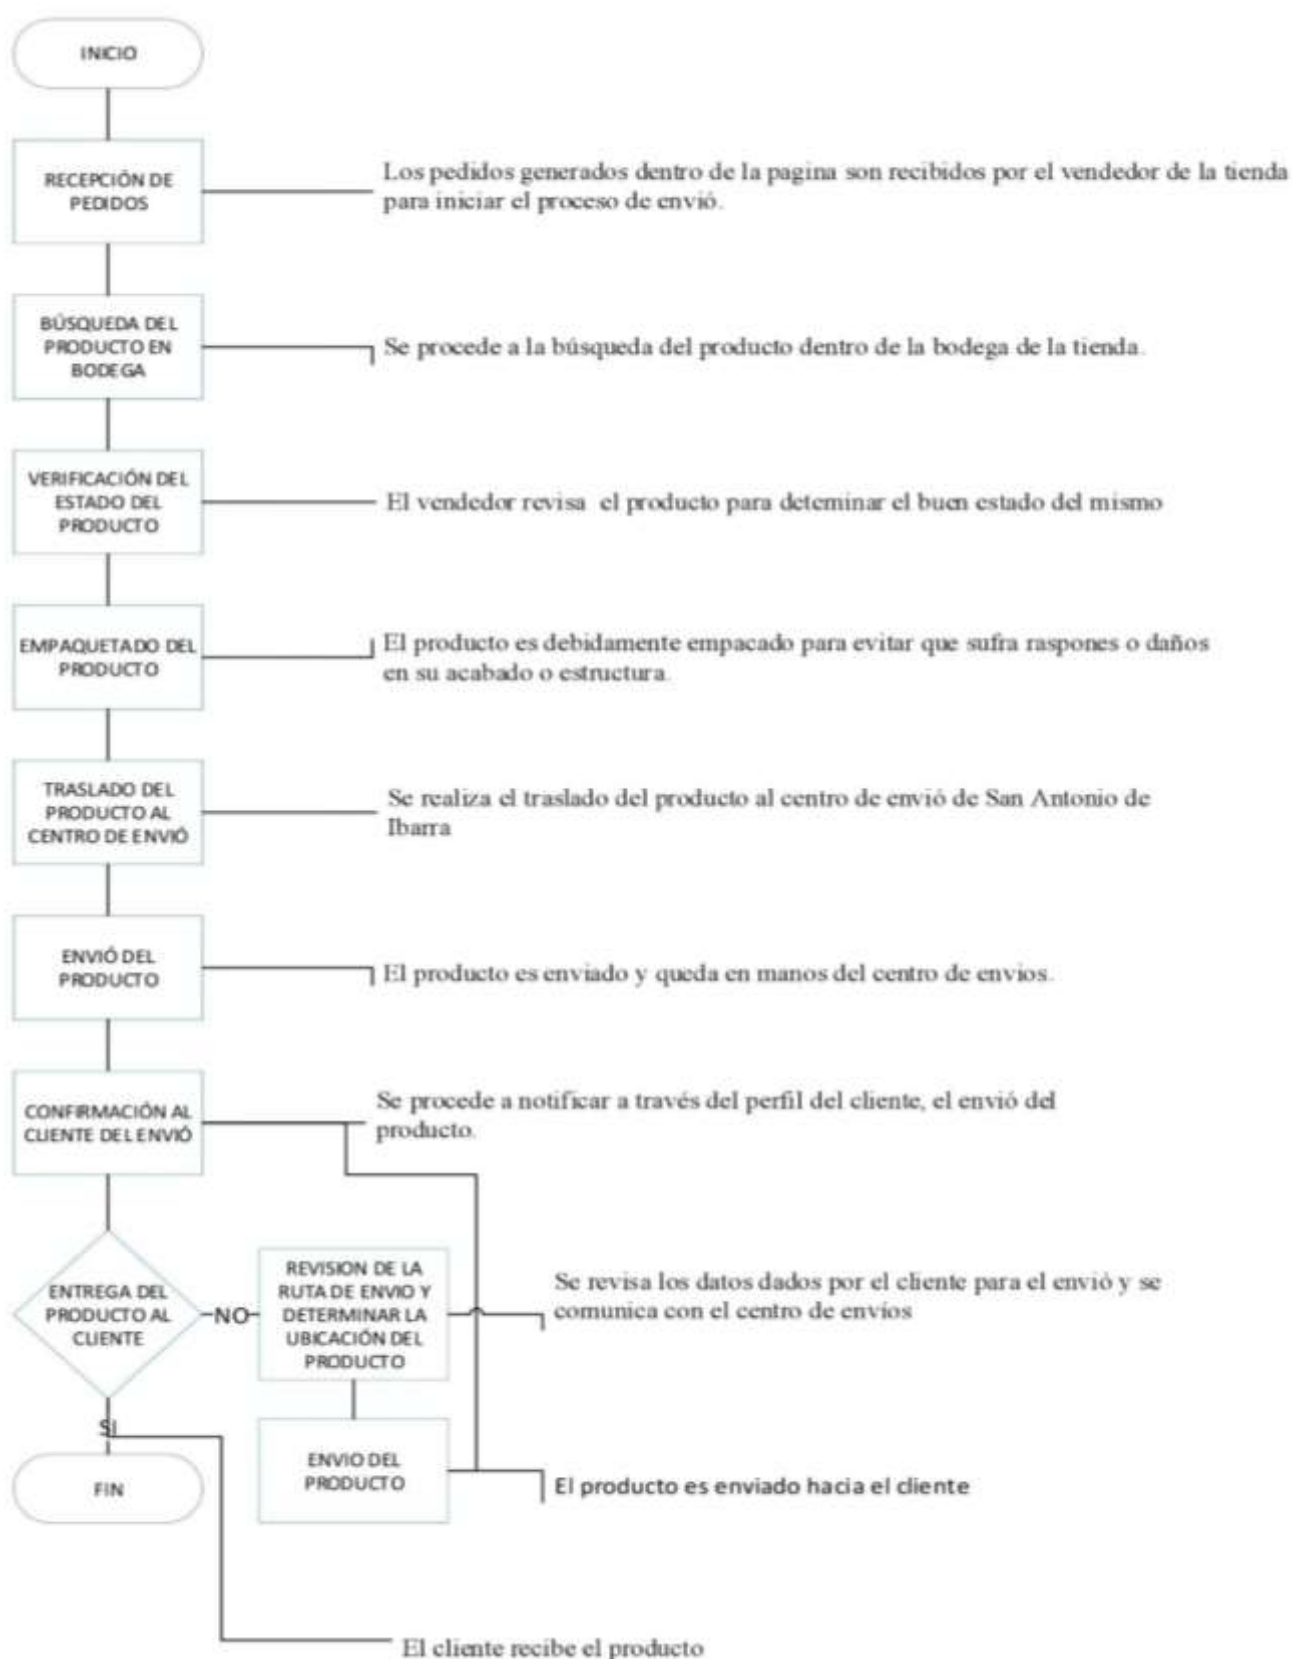 INICIO
RECEPCIÓN DE
PEDIDOS
Los pedidos generados dentro de la pagina son recibidos por el vendedor de la tienda
para iniciar el proceso de envió.
BÚSQUEDA DEL
PRODUCTO EN
BODEGA
Se procede a la búsqueda del producto dentro de la bodega de la tienda.
VERIFICACIÓN DEL
ESTADO DEL
PRODUCTO
El vendedor revisa el producto para deteminar el buen estado del mismo
EMPAQUETADO DEL
PRODUCTO
El producto es debidamente empacado para evitar que sufra raspones o daños
en su acabado o estructura.
TRASLADO DEL
PRODUCTO AL
CENTRO DE ENVIÓ
Se realiza el traslado del producto al centro de envió de San Antonio de
Ibarra
ENVIÓ DEL
PRODUCTO
El producto es enviado y queda en manos del centro de envios.
CONFIRMACIÓN AL
CLIENTE DEL ENVIÓ
Se procede a notificar a través del perfil del cliente, el envió del
producto.
ENTREGA DEL
PRODUCTO AL
CLIENTE
NO
REVISION DE LA
RUTA DE ENVIO Y
DETERMINAR LA
UBICACIÓN DEL
PRODUCTO
Se revisa los datos dados por el cliente para el envió y se
comunica con el centro de envíos
SI
FIN
ENVIO DEL
PRODUCTO
El producto es enviado hacia el cliente
El cliente recibe el producto